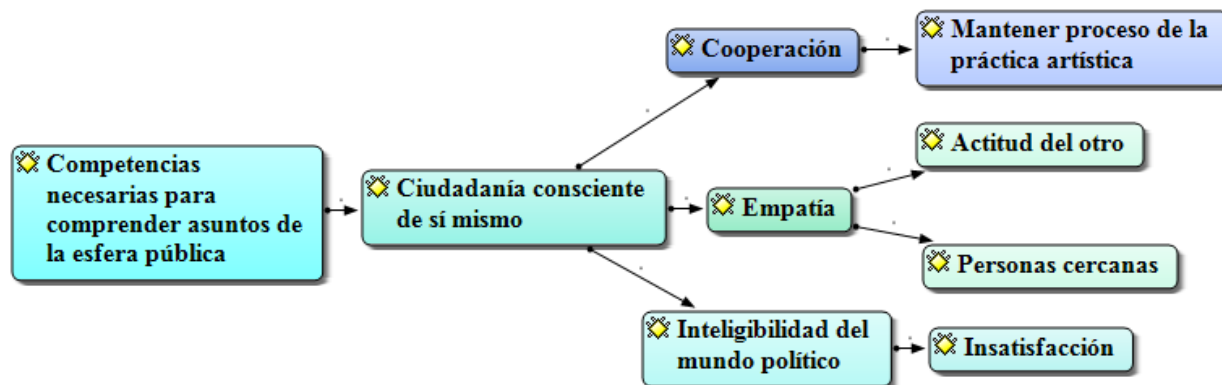 Competencias
necesarias para
comprender asuntos de
la esfera pública
Ciudadanía consciente
de sí mismo
Cooperación
Mantener proceso de la
práctica artística
Empatía
Actitud del otro
Personas cercanas
Inteligibilidad del
mundo político
Insatisfacción